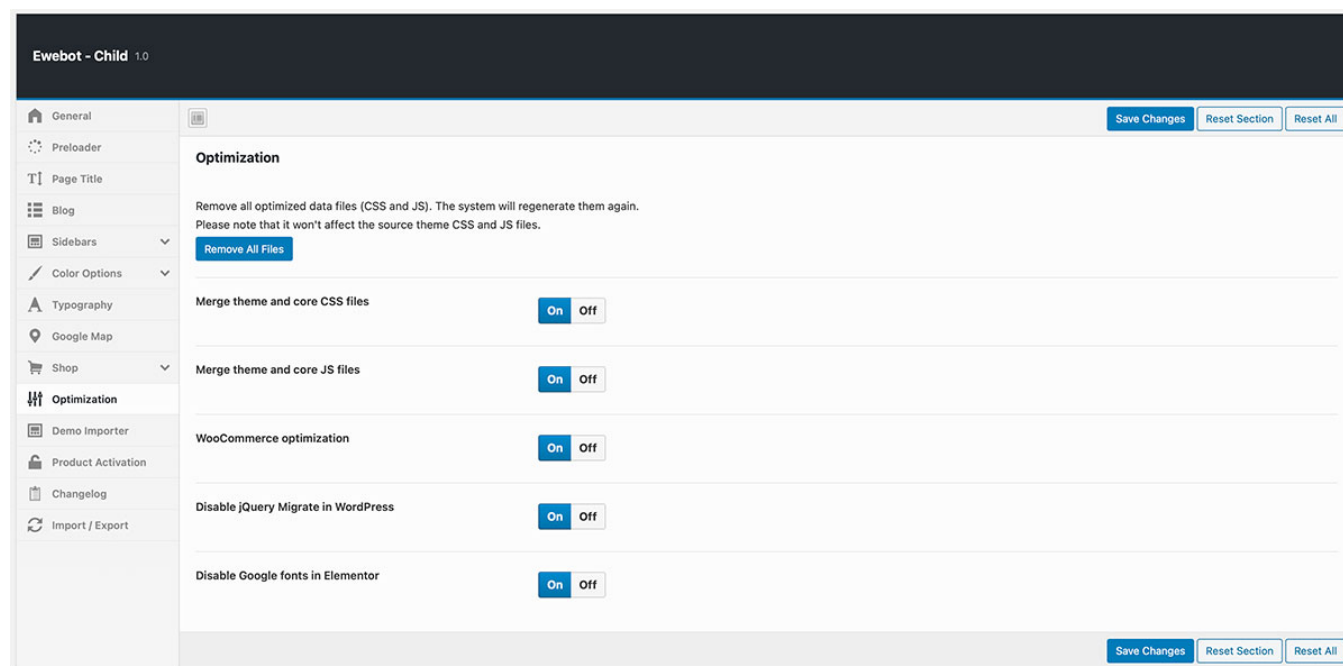 Ewebot - Child 1.0
General
Preloader
Page Title
Blog
Sidebars
Color Options
Typography
Google Map
Shop
Optimization
Demo Importer
Product Activation
Changelog
Import / Export
Save Changes Reset Section Reset All
Optimization
Remove all optimized data files (CSS and JS). The system will regenerate them again.
Please note that it won't affect the source theme CSS and JS files.
Remove All Files
Merge theme and core CSS files
On Off
Merge theme and core JS files
On Off
WooCommerce optimization
On Off
Disable jQuery Migrate in WordPress
On Off
Disable Google fonts in Elementor
On Off
Save Changes Reset Section Reset All